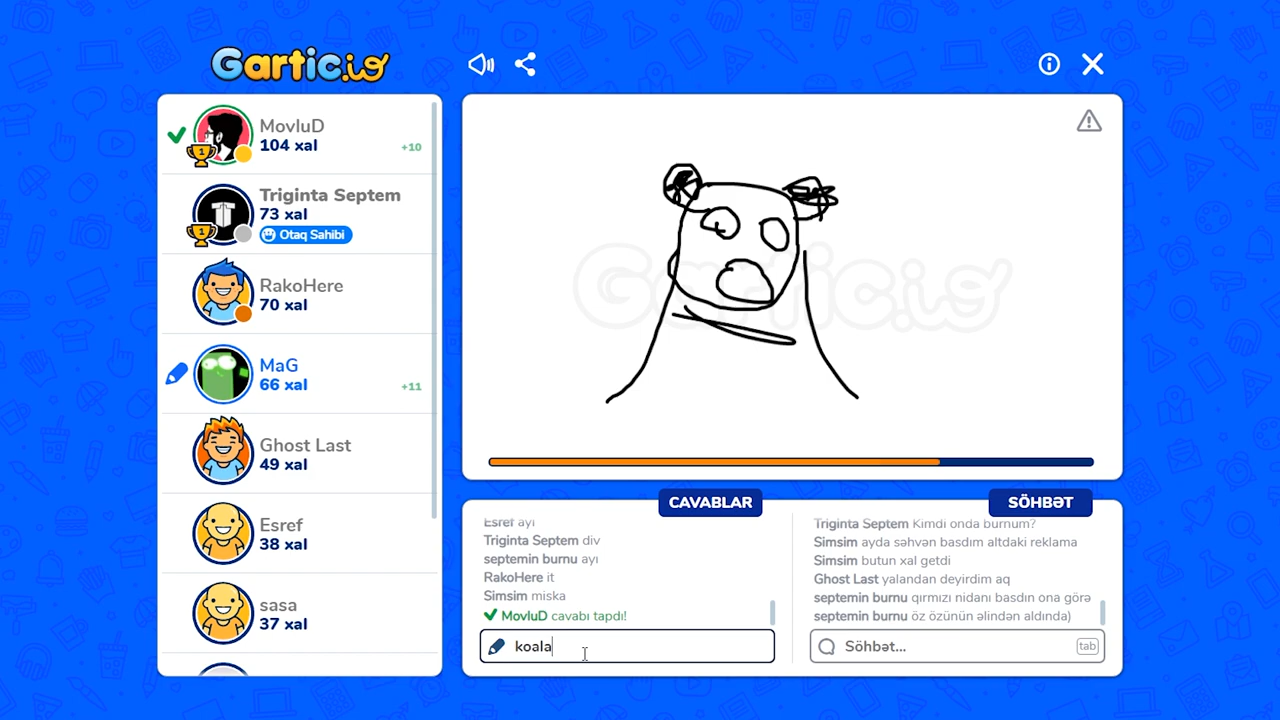 Gartic.io
MovluD
104 xal
+10
Triginta Septem
73 xal
Otaq Sahibi
RakoHere
70 xal
MaG
66 xal
+11
Ghost Last
49 xal
Esref
38 xal
sasa
37 xal
Gartic.io
CAVABLAR
Esref ayı
Triginta Septem div
septemin burnu ayı
RakoHere it
Simsim miska
MovluD cavabı tapdı!
koala
SÖHBƏT
Triginta Septem Kimdi onda burnum?
Simsim ayda səhvən basdım altdaki reklama
Simsim butun xal getdi
Ghost Last yalandan deyirdim aq
septemin burnu qırmızi nidanı basdın ona görə
septemin burnu öz özünün əlindən aldında)
Söhbət...
tab